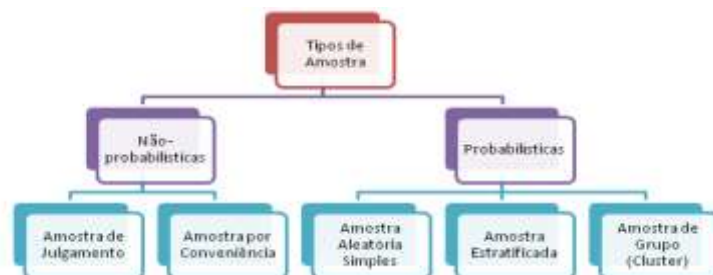 Tipos de
Amostra
Não-
probabilísticas
Probabilísticas
Amostra de
Julgamento
Amostra por
Conveniência
Amostra
Aleatória
Simples
Amostra
Estratificada
Amostra de
Grupo
(Cluster)